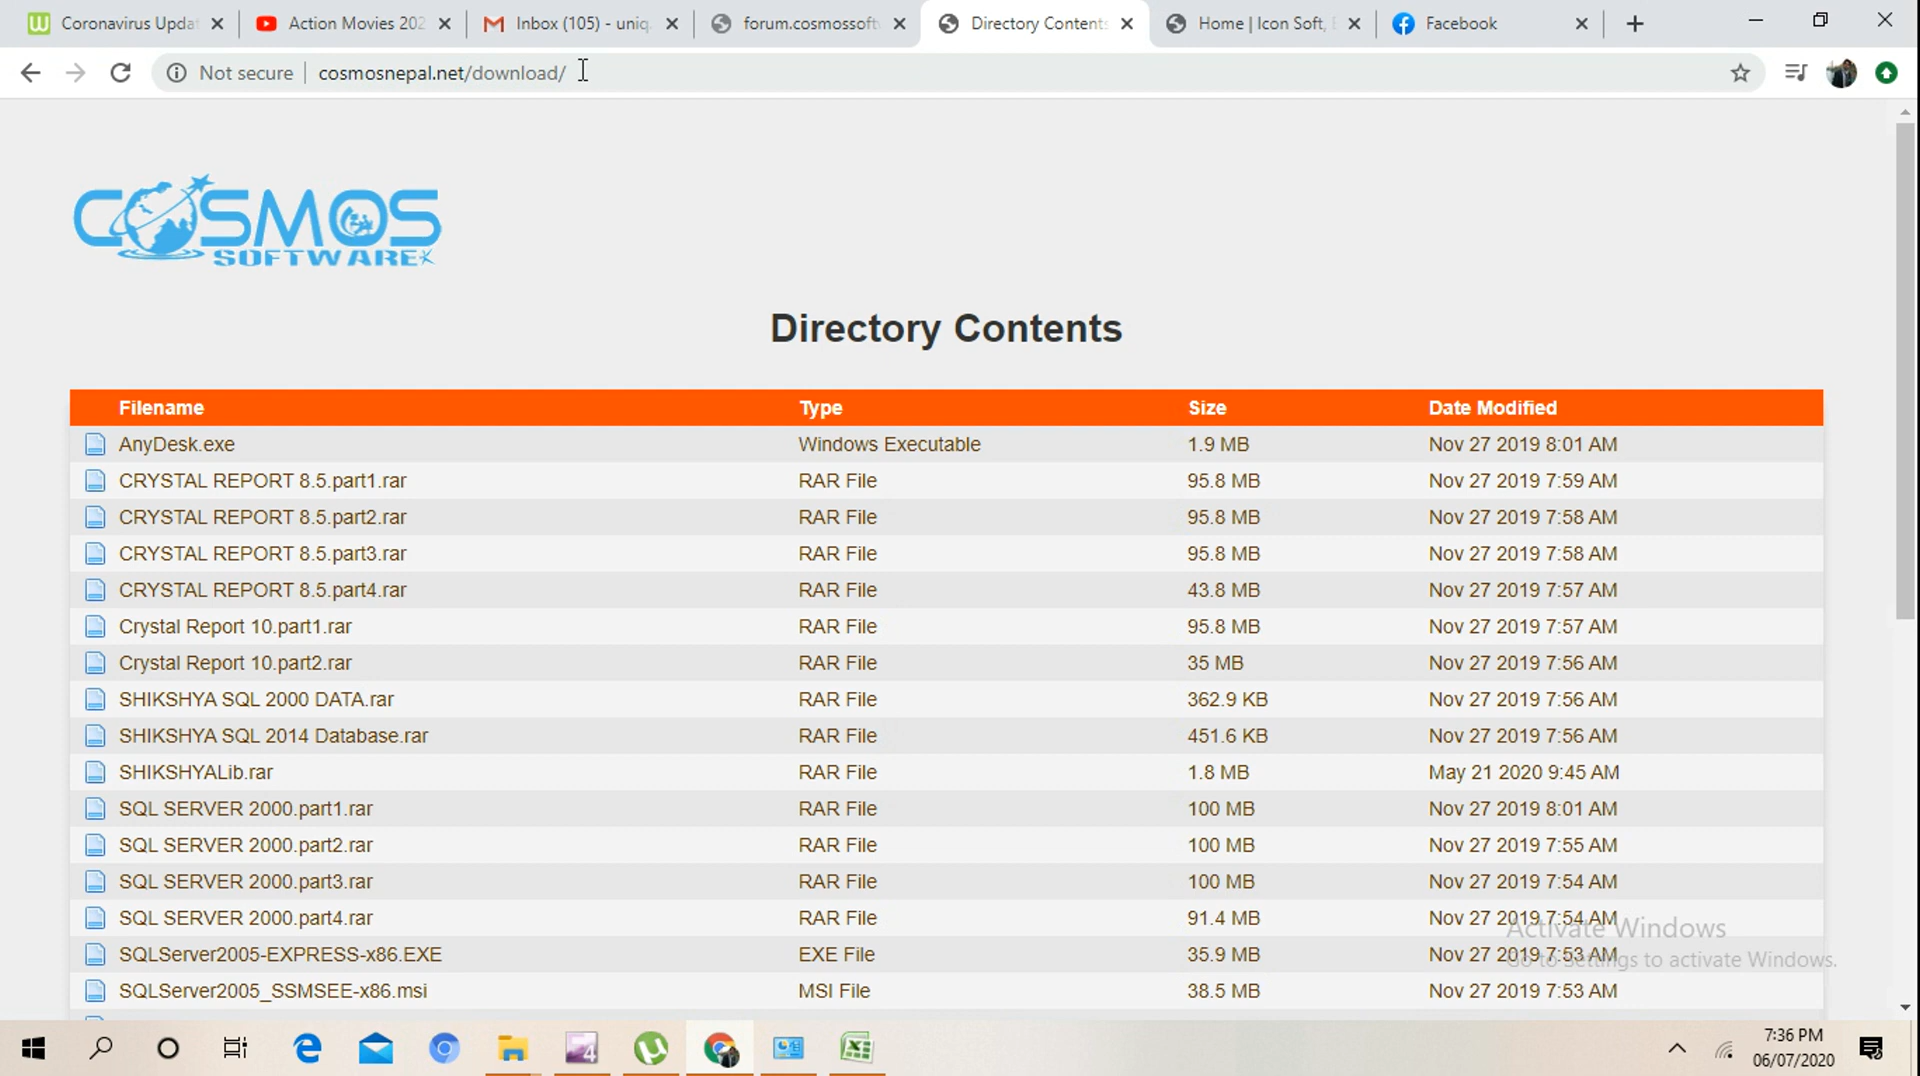 Coronavirus Updat
Action Movies 202
Inbox (105) - uniq
forum.cosmossoft
Directory Contents
Home | Icon Soft,
Facebook
Not secure | cosmosnepal.net/download/
COSMOS
SOFTWARE
Directory Contents
Filename Type Size Date Modified
AnyDesk.exe Windows Executable 1.9 MB Nov 27 2019 8:01 AM
CRYSTAL REPORT 8.5.part1.rar RAR File 95.8 MB Nov 27 2019 7:59 AM
CRYSTAL REPORT 8.5.part2.rar RAR File 95.8 MB Nov 27 2019 7:58 AM
CRYSTAL REPORT 8.5.part3.rar RAR File 95.8 MB Nov 27 2019 7:58 AM
CRYSTAL REPORT 8.5.part4.rar RAR File 43.8 MB Nov 27 2019 7:57 AM
Crystal Report 10.part1.rar RAR File 95.8 MB Nov 27 2019 7:57 AM
Crystal Report 10.part2.rar RAR File 35 MB Nov 27 2019 7:56 AM
SHIKSHYA SQL 2000 DATA.rar RAR File 362.9 KB Nov 27 2019 7:56 AM
SHIKSHYA SQL 2014 Database.rar RAR File 451.6 KB Nov 27 2019 7:56 AM
SHIKSHYALib.rar RAR File 1.8 MB May 21 2020 9:45 AM
SQL SERVER 2000.part1.rar RAR File 100 MB Nov 27 2019 8:01 AM
SQL SERVER 2000.part2.rar RAR File 100 MB Nov 27 2019 7:55 AM
SQL SERVER 2000.part3.rar RAR File 100 MB Nov 27 2019 7:54 AM
SQL SERVER 2000.part4.rar RAR File 91.4 MB Nov 27 2019 7:54 AM
Activate Windows
SQLServer2005-EXPRESS-x86.EXE EXE File 35.9 MB Nov 27 2019 7:53 AM
Go to Settings to activate Windows.
SQLServer2005_SSMSEE-x86.msi MSI File 38.5 MB Nov 27 2019 7:53 AM
7:36 PM
06/07/2020